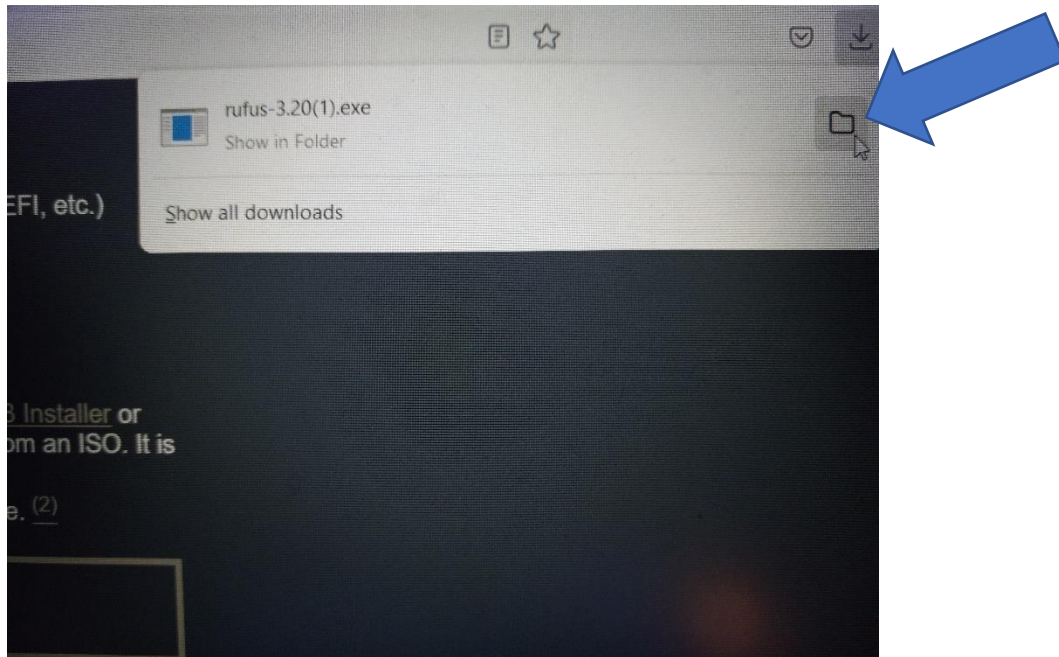 rufus-3.20(1).exe
Show in Folder
EFI, etc.)
Show all downloads
Installer or
om an ISO. It is
e. (2)